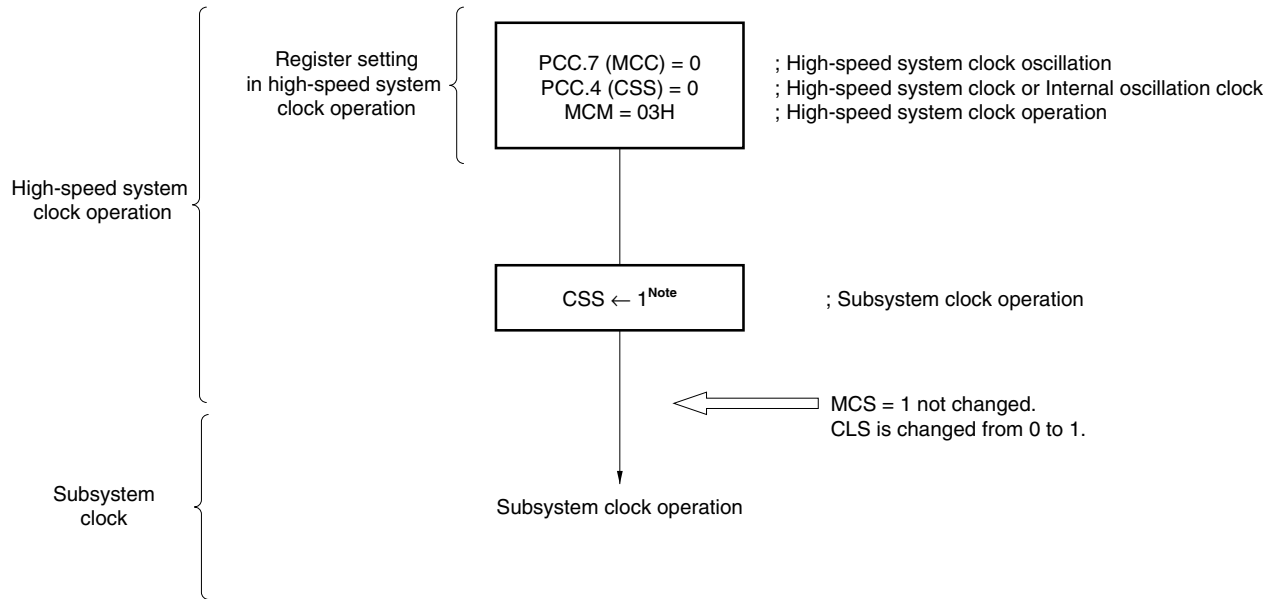 Register setting
in high-speed system
clock operation
PCC.7 (MCC) = 0
PCC.4 (CSS) = 0
MCM = 03H
; High-speed system clock oscillation
; High-speed system clock or Internal oscillation clock
; High-speed system clock operation
High-speed system
clock operation
CSS ← 1Note
; Subsystem clock operation
MCS = 1 not changed.
CLS is changed from 0 to 1.
Subsystem
clock
Subsystem clock operation